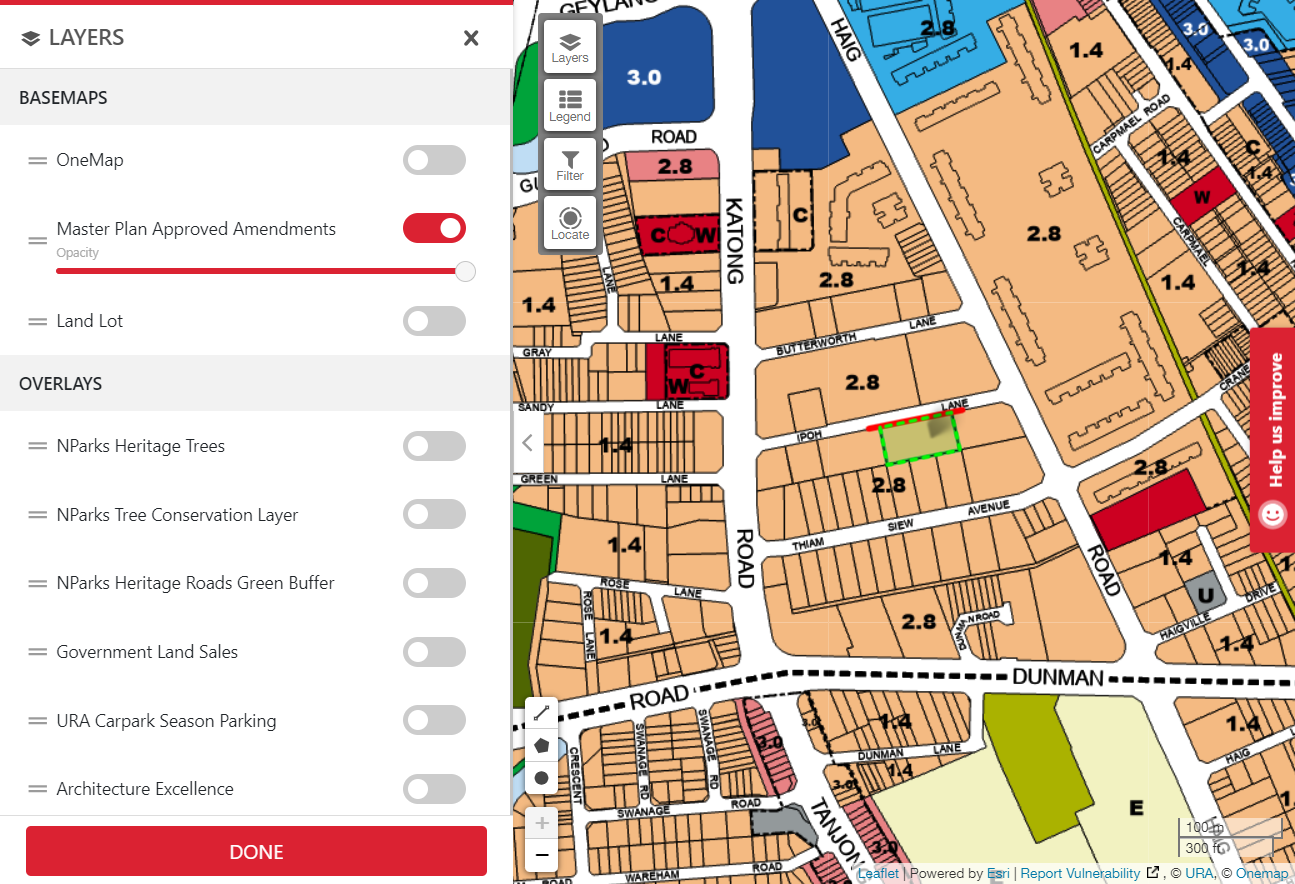 LAYERS
BASEMAPS
OneMap
Master Plan Approved Amendments
Opacity
Land Lot
OVERLAYS
NParks Heritage Trees
NParks Tree Conservation Layer
NParks Heritage Roads Green Buffer
Government Land Sales
URA Carpark Season Parking
Architecture Excellence
DONE
Layers
Legend
Filter
Locate
Help us improve
GEYLANG
HAIG
2.8
3.0
3.0
3.0
1.4
1.4
ROAD
CARPMAEL ROAD
2.8
KATONG
C
C
W
C
1.4
1.4
W
CARPMAEL
2.8
LANE
1.4
1.4
2.8
1.4
1.4
LANE
LANE
BUTTERWORTH
GRAY
C
W
2.8
SANDY
LANE
LANE
IPOH
1.4
GREEN
LANE
2.8
2.8
AVENUE
SIEW
THIAM
1.4
ROAD
ROAD
1.4
U
ROSE
LANE
ROSE LANE
1.4
2.8
DUNMAN ROAD
DRIVE
HAIGVILLE
1.4
ROAD
DUNMAN
3.0
3.0
1.4
1.4
DUNMAN
LANE
HAIG
CRESCENT
SWANAGE RD
SWANAGE RD
1.4
3.0
SWANAGE
ROAD
TANJONG
E
3.0
WAREHAM
ROAD
ROAD
HAIG
E
100 m
300 ft
Leaflet | Powered by Esri | Report Vulnerability , © URA, © Onemap